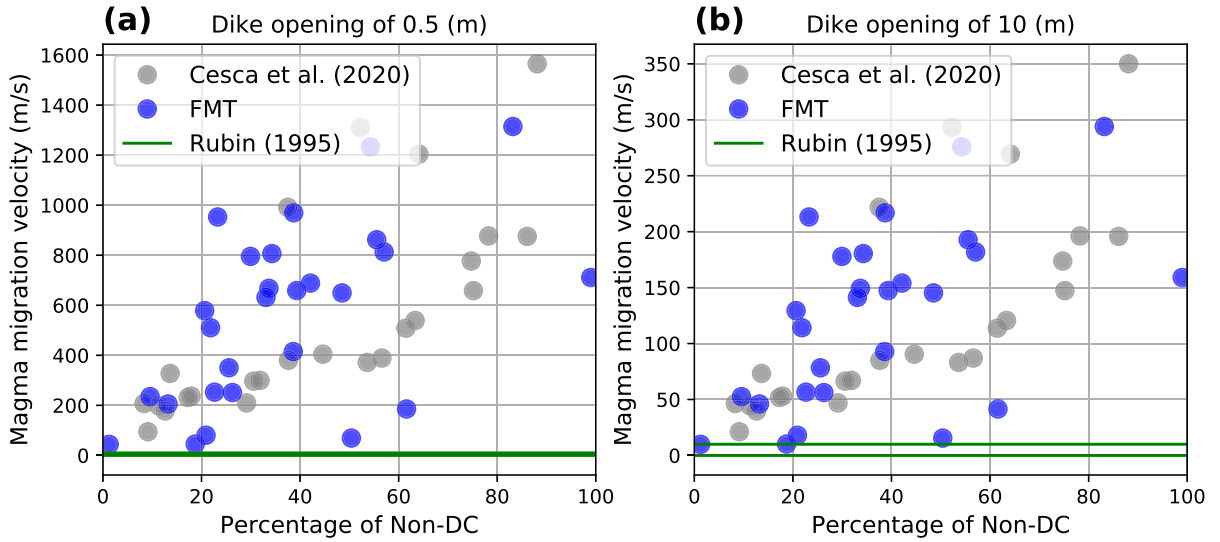 (a)
Dike opening of 0.5 (m)
1600
1400
1200
1000
800
600
400
200
0
Magma migration velocity (m/s)
Cesca et al. (2020)
FMT
Rubin (1995)
0 20 40 60 80 100
Percentage of Non-DC
(b)
Dike opening of 10 (m)
350
300
250
200
150
100
50
0
Magma migration velocity (m/s)
Cesca et al. (2020)
FMT
Rubin (1995)
0 20 40 60 80 100
Percentage of Non-DC